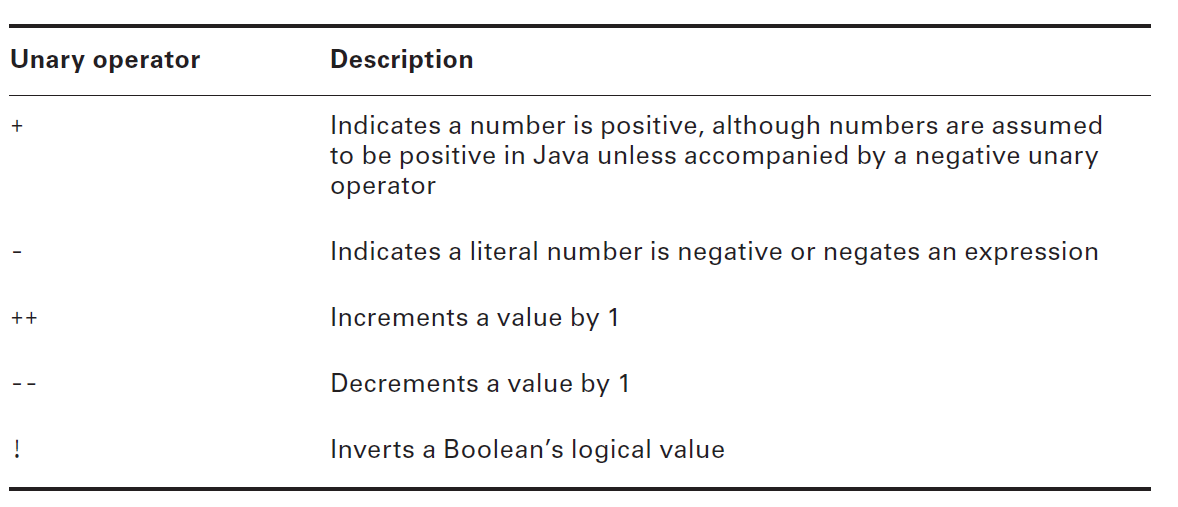 Unary operator Description
+ Indicates a number is positive, although numbers are assumed
to be positive in Java unless accompanied by a negative unary
operator
- Indicates a literal number is negative or negates an expression
++ Increments a value by 1
-- Decrements a value by 1
! Inverts a Boolean’s logical value